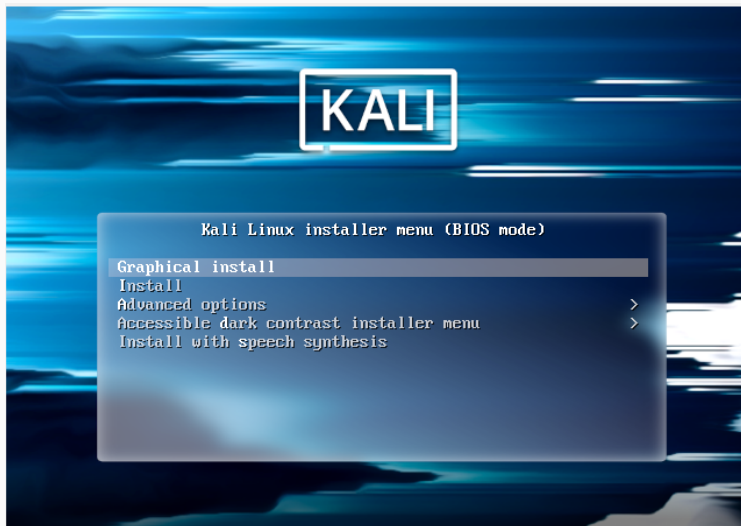 KALI
Kali Linux installer menu (BIOS mode)
Graphical install
Install
Advanced options >
Accessible dark contrast installer menu >
Install with speech synthesis